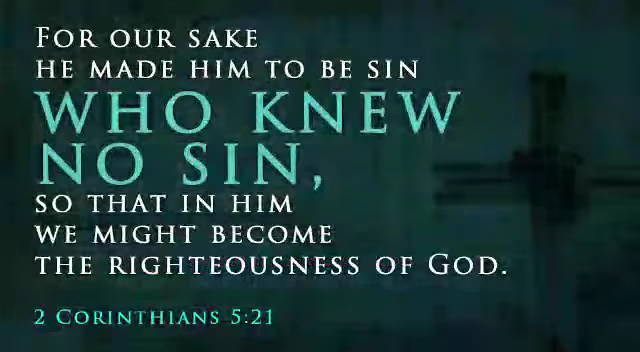 For our sake
he made him to be sin
who knew
no sin,
so that in him
we might become
the righteousness of God.
2 Corinthians 5:21